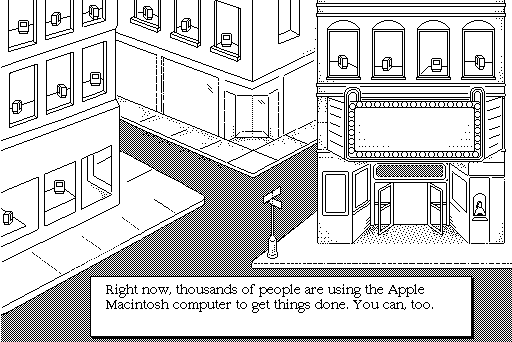 Right now, thousands of people are using the Apple
Macintosh computer to get things done. You can, too.